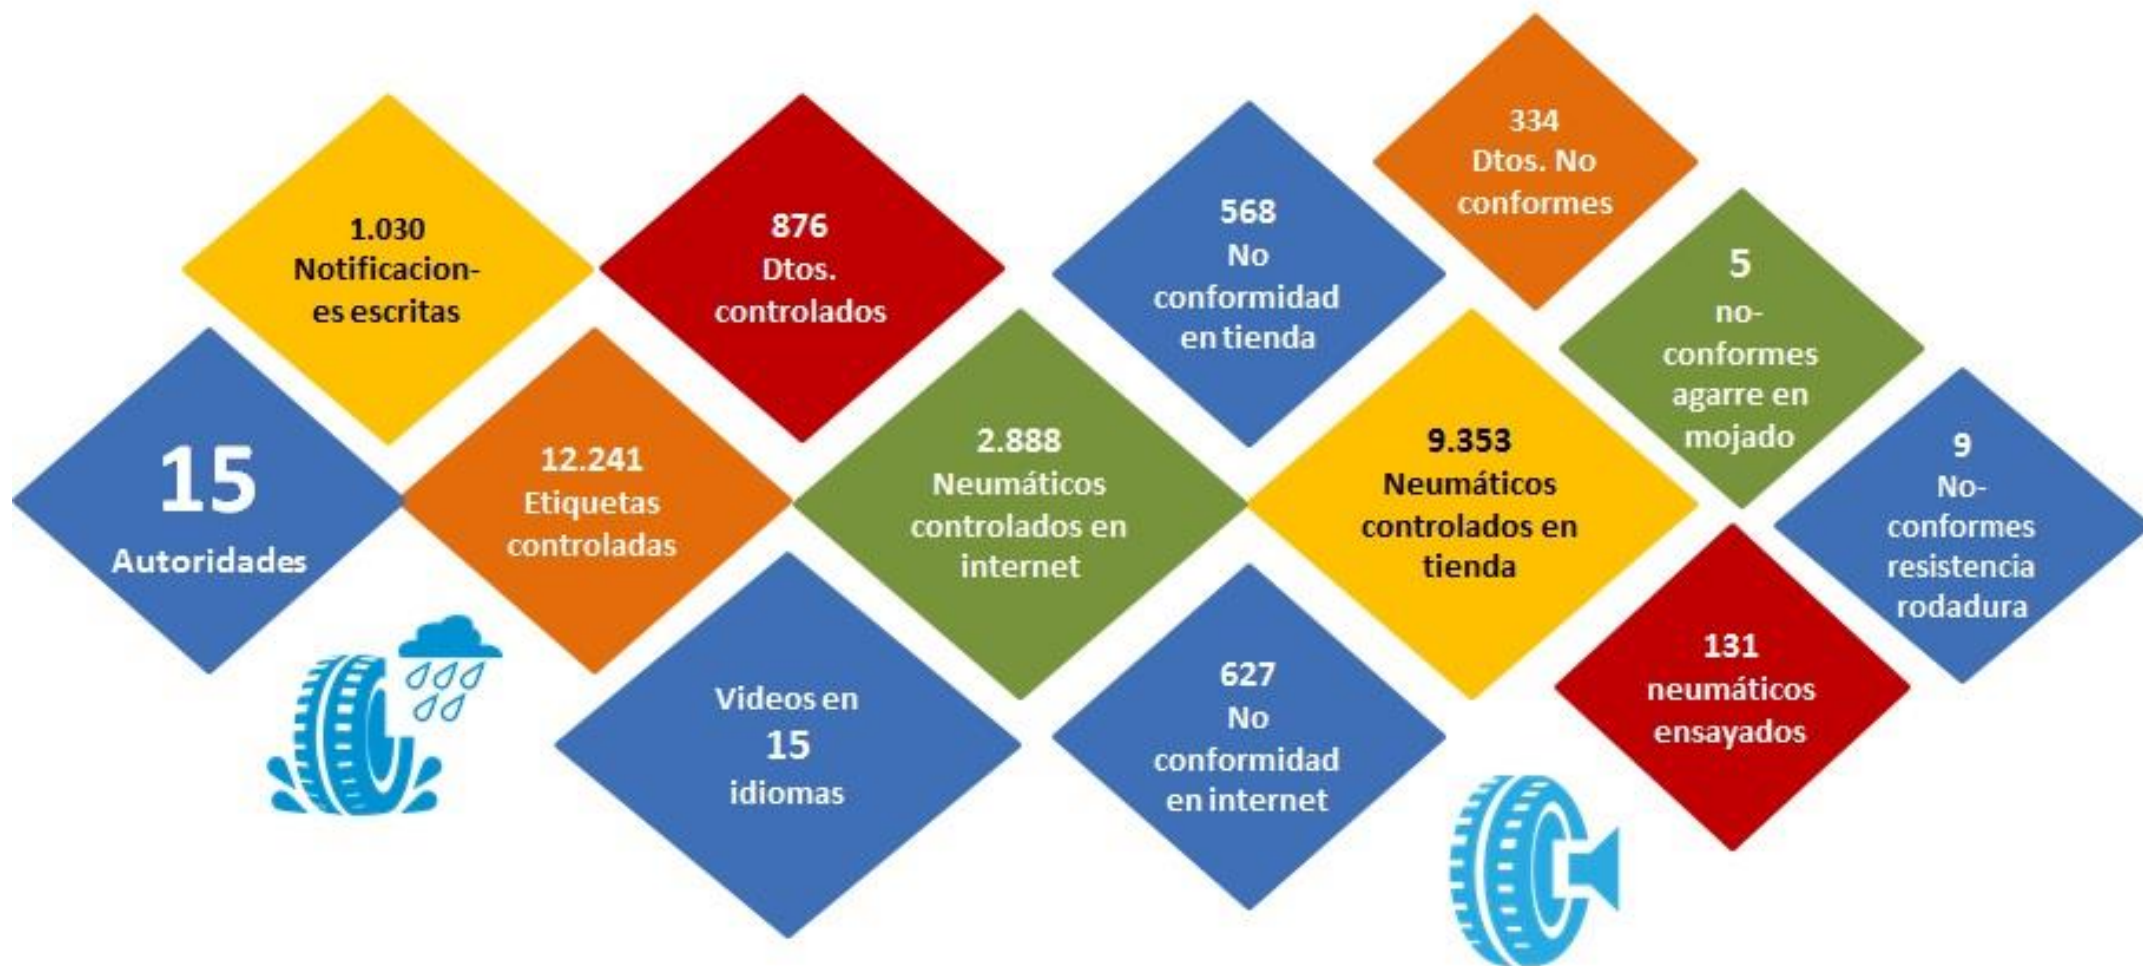 15
Autoridades
1.030
Notificacion-
es escritas
12.241
Etiquetas
controladas
876
Dtos.
controlados
Videos en
15
idiomas
2.888
Neumáticos
controlados en
internet
568
No
conformidad
en tienda
627
No
conformidad
en internet
9.353
Neumáticos
controlados en
tienda
334
Dtos. No
conformes
5
no-
conformes
agarre en
mojado
131
neumáticos
ensayados
9
No-
conformes
resistencia
rodadura